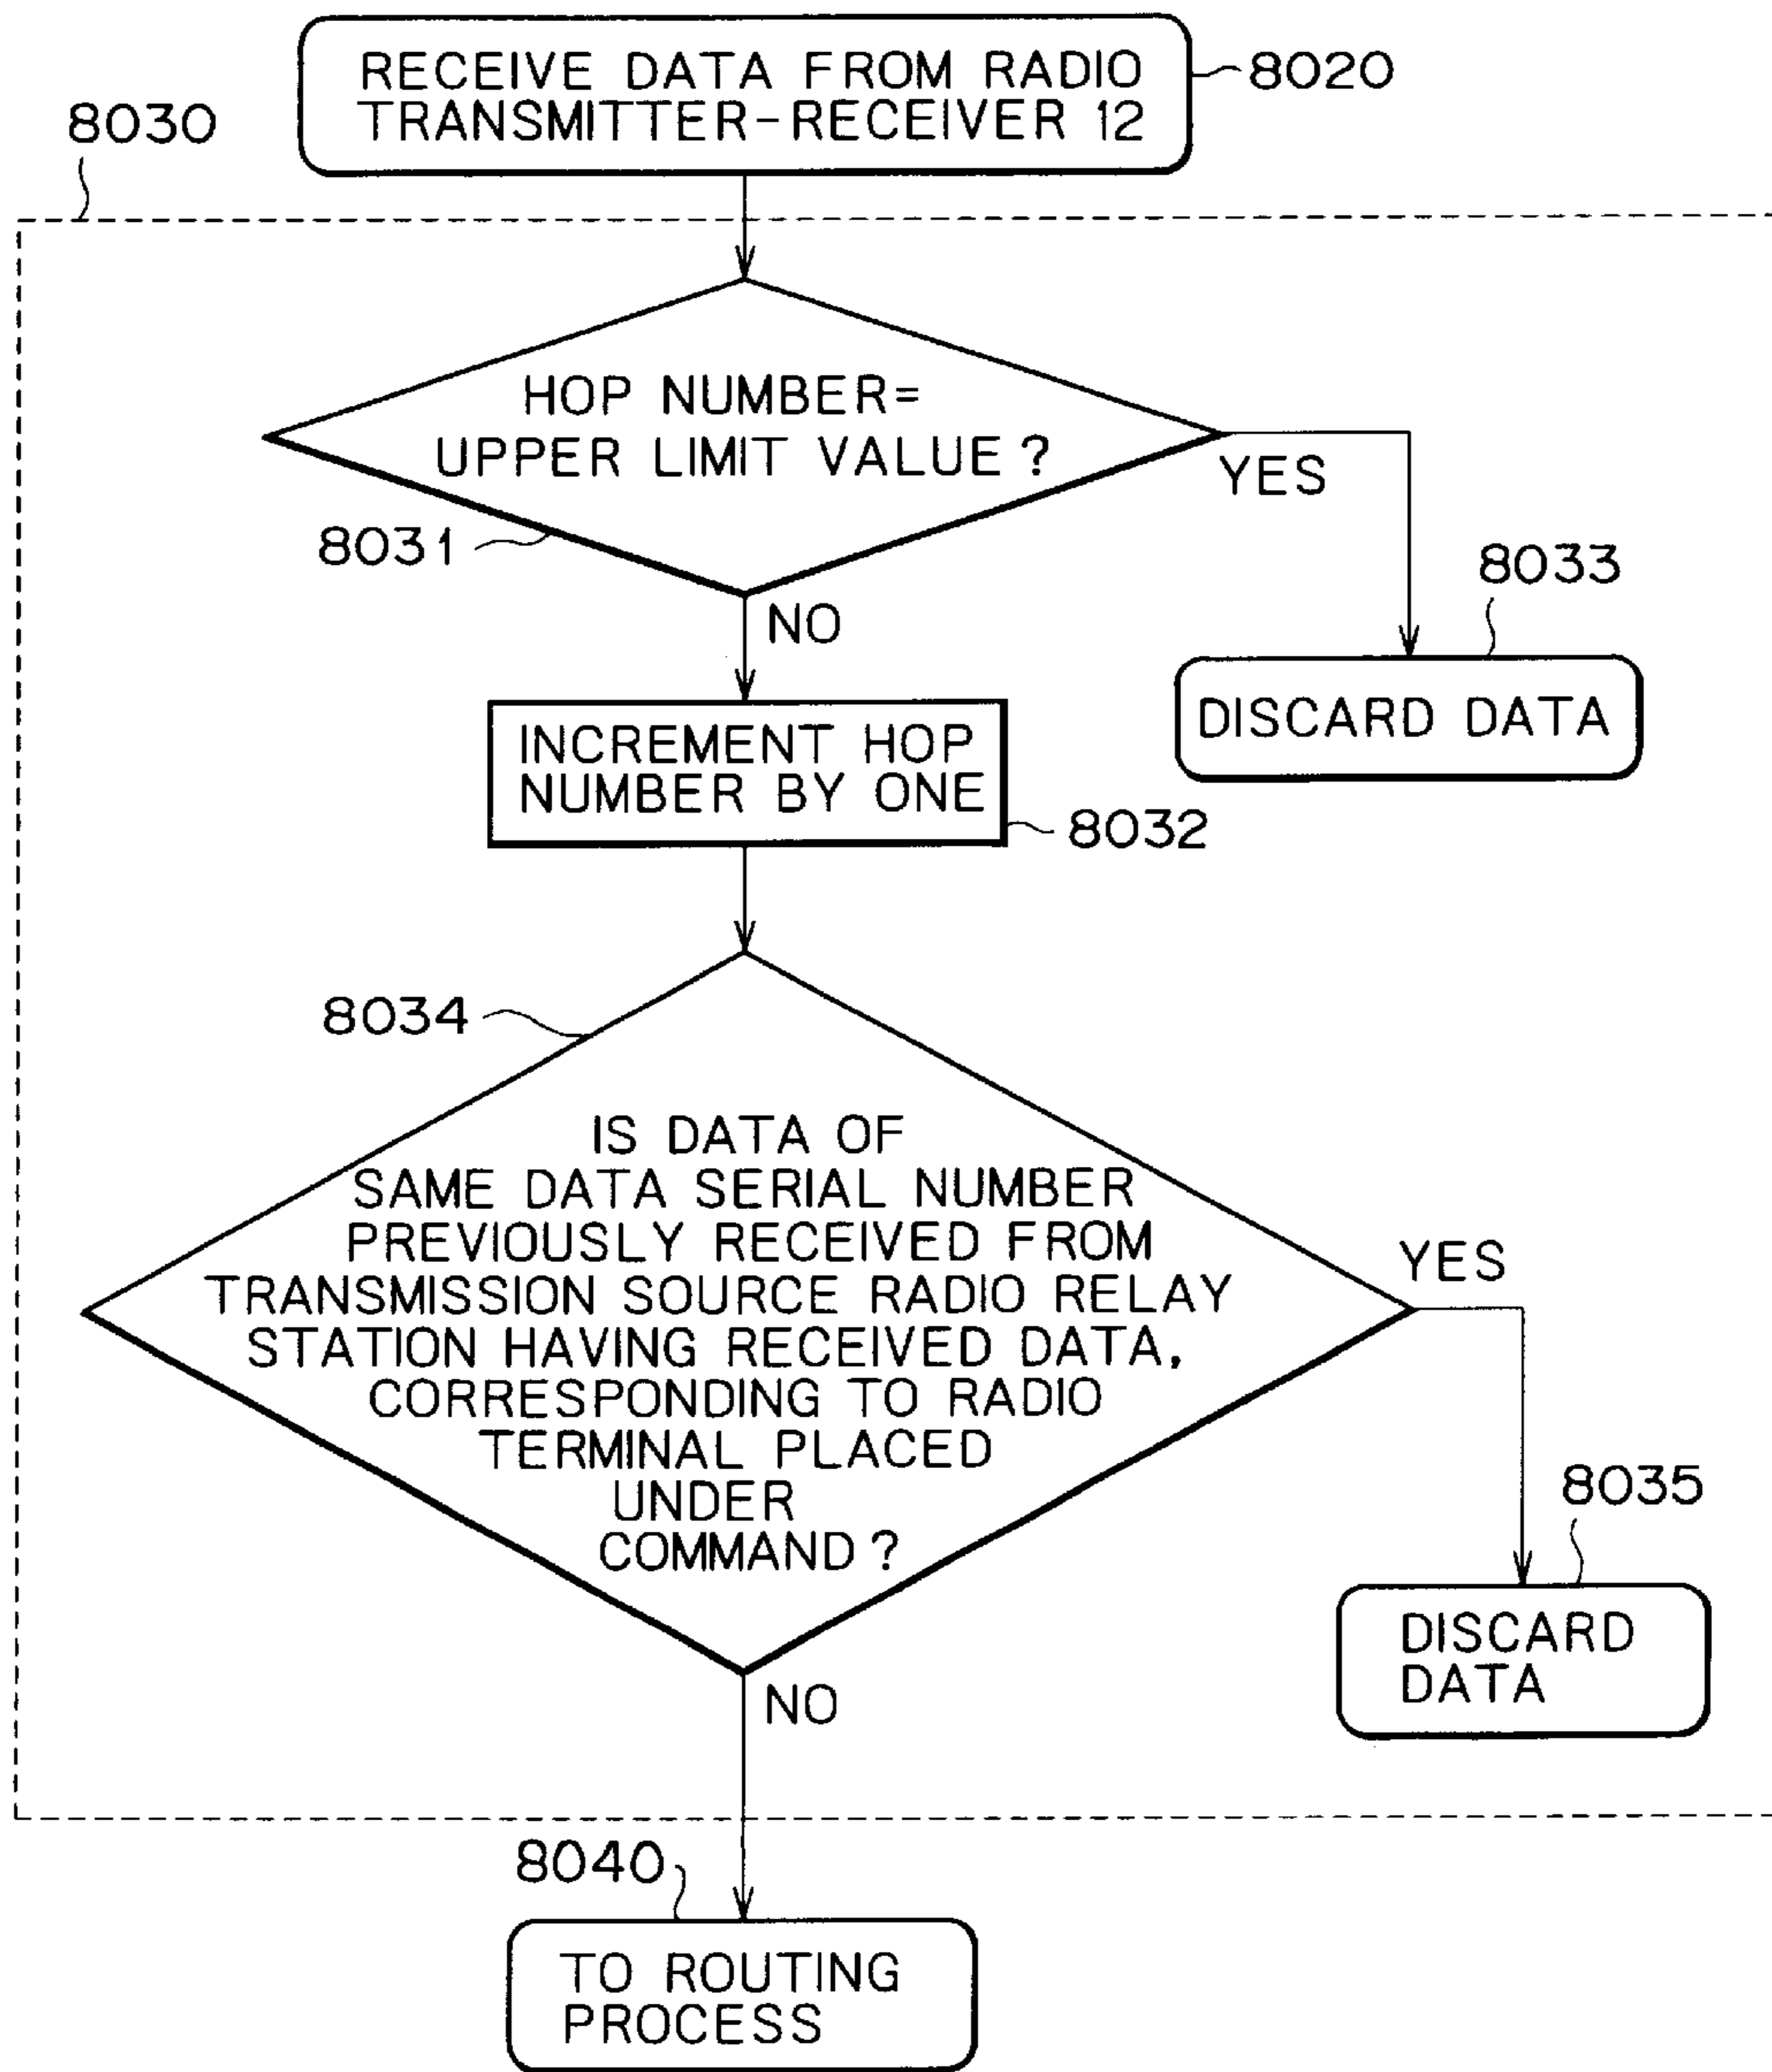 RECEIVE DATA FROM RADIO
TRANSMITTER-RECEIVER 12
8020
8030
HOP NUMBER=
UPPER LIMIT VALUE?
YES
8031
8033
NO
DISCARD DATA
INCREMENT HOP
NUMBER BY ONE
8032
8034
IS DATA OF
SAME DATA SERIAL NUMBER
PREVIOUSLY RECEIVED FROM
TRANSMISSION SOURCE RADIO RELAY
STATION HAVING RECEIVED DATA,
CORRESPONDING TO RADIO
TERMINAL PLACED
UNDER
COMMAND?
YES
8035
DISCARD
DATA
NO
8040
TO ROUTING
PROCESS